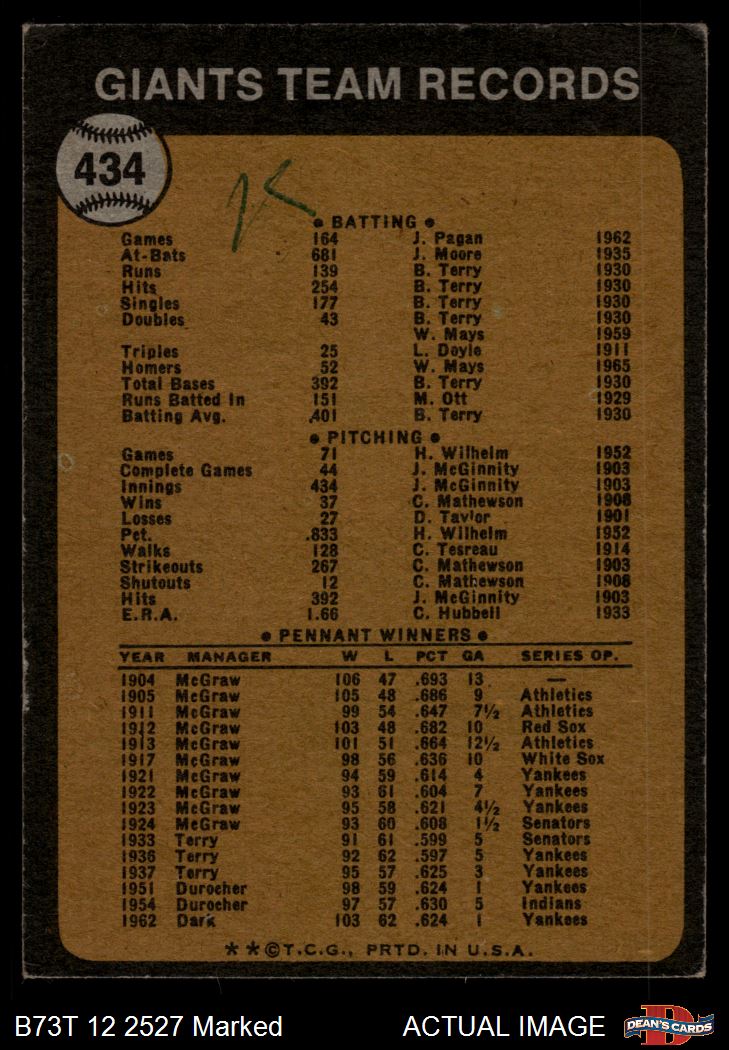 GIANTS TEAM RECORDS
434
● BATTING ●
Games 164 J. Pagan 1962
At-Bats 681 J. Moore 1935
Runs 139 B. Terry 1930
Hits 254 B. Terry 1930
Singles 177 B. Terry 1930
Doubles 43 B. Terry 1930
W. Mays 1959
Triples 25 L. Doyle 1911
Homers 52 W. Mays 1965
Total Bases 392 B. Terry 1930
Runs Batted In 151 M. Ott 1929
Batting Avg. .401 B. Terry 1930
● PITCHING ●
Games 71 H. Wilhelm 1952
Complete Games 44 J. McGinnity 1903
Innings 434 J. McGinnity 1903
Wins 37 C. Mathewson 1908
Losses 27 D. Taylor 1901
Pct. .833 H. Wilhelm 1952
Walks 128 C. Tesreau 1914
Strikeouts 267 C. Mathewson 1903
Shutouts 12 C. Mathewson 1908
Hits 392 J. McGinnity 1903
E.R.A. 1.66 C. Hubbell 1933
● PENNANT WINNERS ●
YEAR MANAGER W L PCT GA SERIES OP.
1904 McGraw 106 47 .693 13 —
1905 McGraw 105 48 .686 9 Athletics
1911 McGraw 99 54 .647 7½ Athletics
1912 McGraw 103 48 .682 10 Red Sox
1913 McGraw 101 51 .664 12½ Athletics
1917 McGraw 98 56 .636 10 White Sox
1921 McGraw 94 59 .614 4 Yankees
1922 McGraw 93 61 .604 7 Yankees
1923 McGraw 95 58 .621 4½ Yankees
1924 McGraw 93 60 .608 1½ Senators
1933 Terry 91 61 .599 5 Senators
1936 Terry 92 62 .597 5 Yankees
1937 Terry 95 57 .625 3 Yankees
1951 Durocher 98 59 .624 1 Yankees
1954 Durocher 97 57 .630 5 Indians
1962 Dark 103 62 .624 1 Yankees
★ ★ © T.C.G., PRTD. IN U.S.A.
B73T 12 2527 Marked ACTUAL IMAGE
DEAN'S CARDS